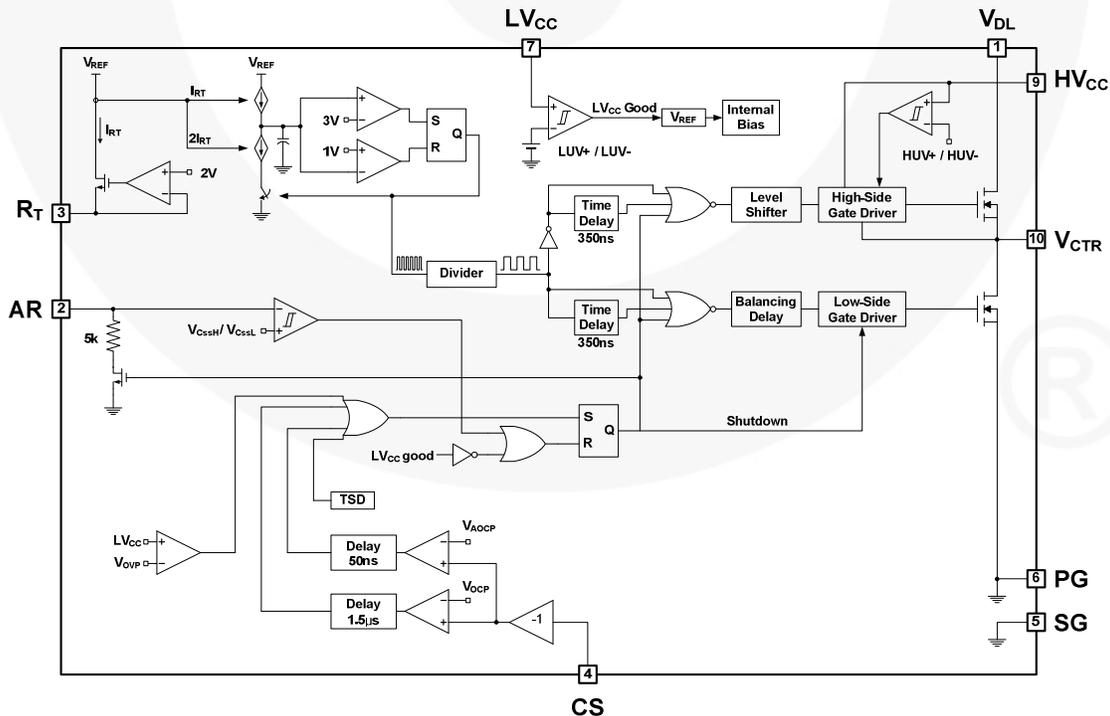 LVCC
VDL
7
1
HVCC
9
VREF
VREF
IRT
IRT
2IRT
3V
1V
+
−
+
−
S
R
Q
+
−
LVCC Good
VREF
Internal
Bias
LUV+ / LUV-
+
−
HUV+ / HUV-
2V
+
−
RT
3
Time
Delay
350ns
Level
Shifter
High-Side
Gate Driver
10
VCTR
Divider
AR
2
5k
VCssH / VCssL
−
+
Time
Delay
350ns
Balancing
Delay
Low-Side
Gate Driver
®
S
R
Q
Shutdown
LVCC good
TSD
LVCC
VOVP
+
−
Delay
50ns
VAOCP
−
+
Delay
1.5μs
VOCP
−
+
-1
6
PG
5
SG
4
CS